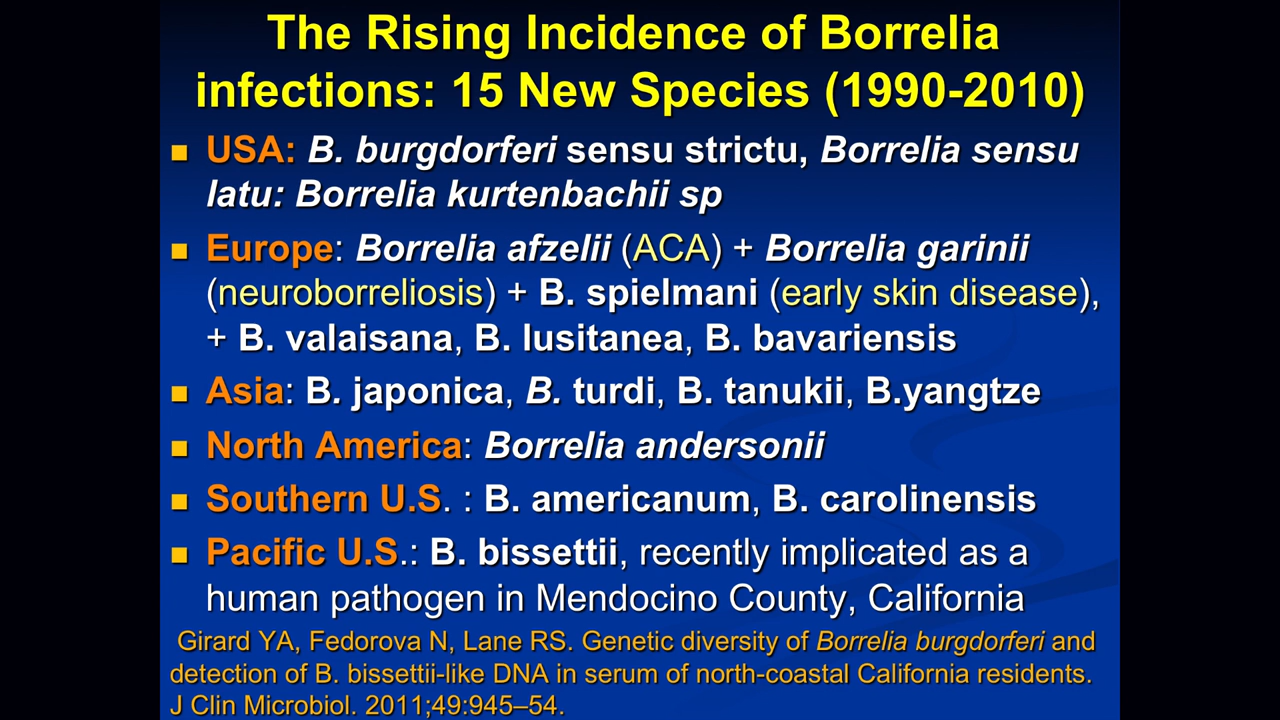 The Rising Incidence of Borrelia
infections: 15 New Species (1990-2010)
USA: B. burgdorferi sensu strictu, Borrelia sensu
latu: Borrelia kurtenbachii sp
Europe: Borrelia afzelii (ACA) + Borrelia garinii
(neuroborreliosis) + B. spielmani (early skin disease),
+ B. valaisana, B. lusitanea, B. bavariensis
Asia: B. japonica, B. turdi, B. tanukii, B.yangtze
North America: Borrelia andersonii
Southern U.S. : B. americanum, B. carolinensis
Pacific U.S.: B. bissettii, recently implicated as a
human pathogen in Mendocino County, California
Girard YA, Fedorova N, Lane RS. Genetic diversity of Borrelia burgdorferi and
detection of B. bissettii-like DNA in serum of north-coastal California residents.
J Clin Microbiol. 2011;49:945–54.